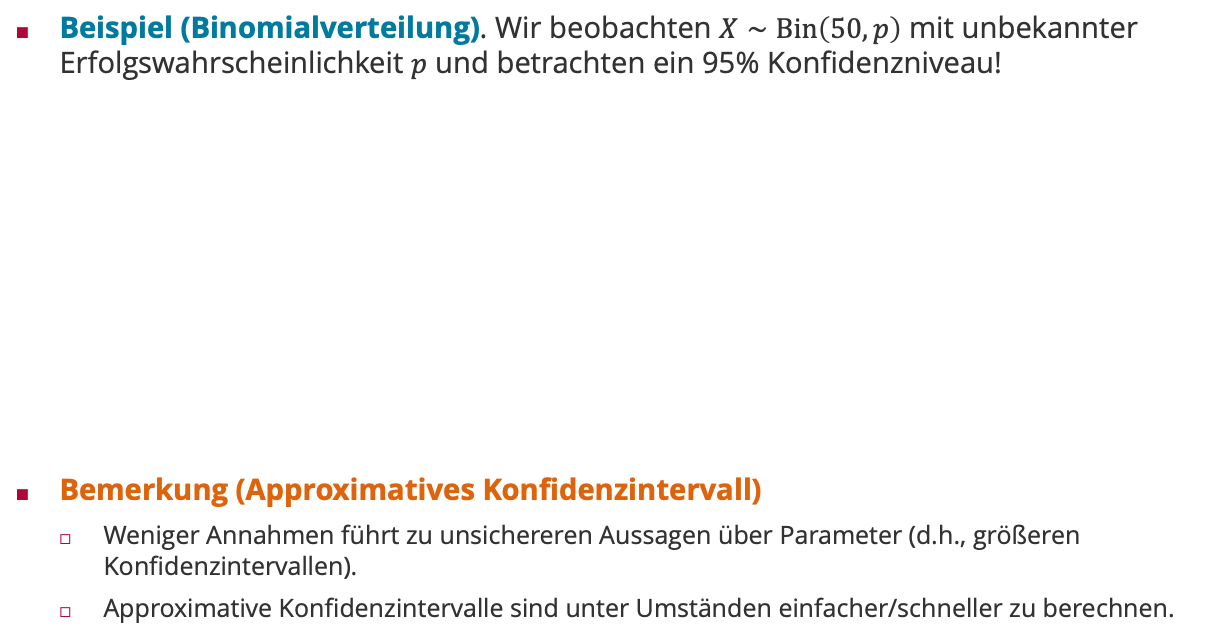 Beispiel (Binomialverteilung). Wir beobachten X ~ Bin(50, p) mit unbekannter
Erfolgswahrscheinlichkeit p und betrachten ein 95% Konfidenzniveau!
Bemerkung (Approximatives Konfidenzintervall)
Weniger Annahmen führt zu unsichereren Aussagen über Parameter (d.h., größeren
Konfidenzintervallen).
Approximative Konfidenzintervalle sind unter Umständen einfacher/schneller zu berechnen.